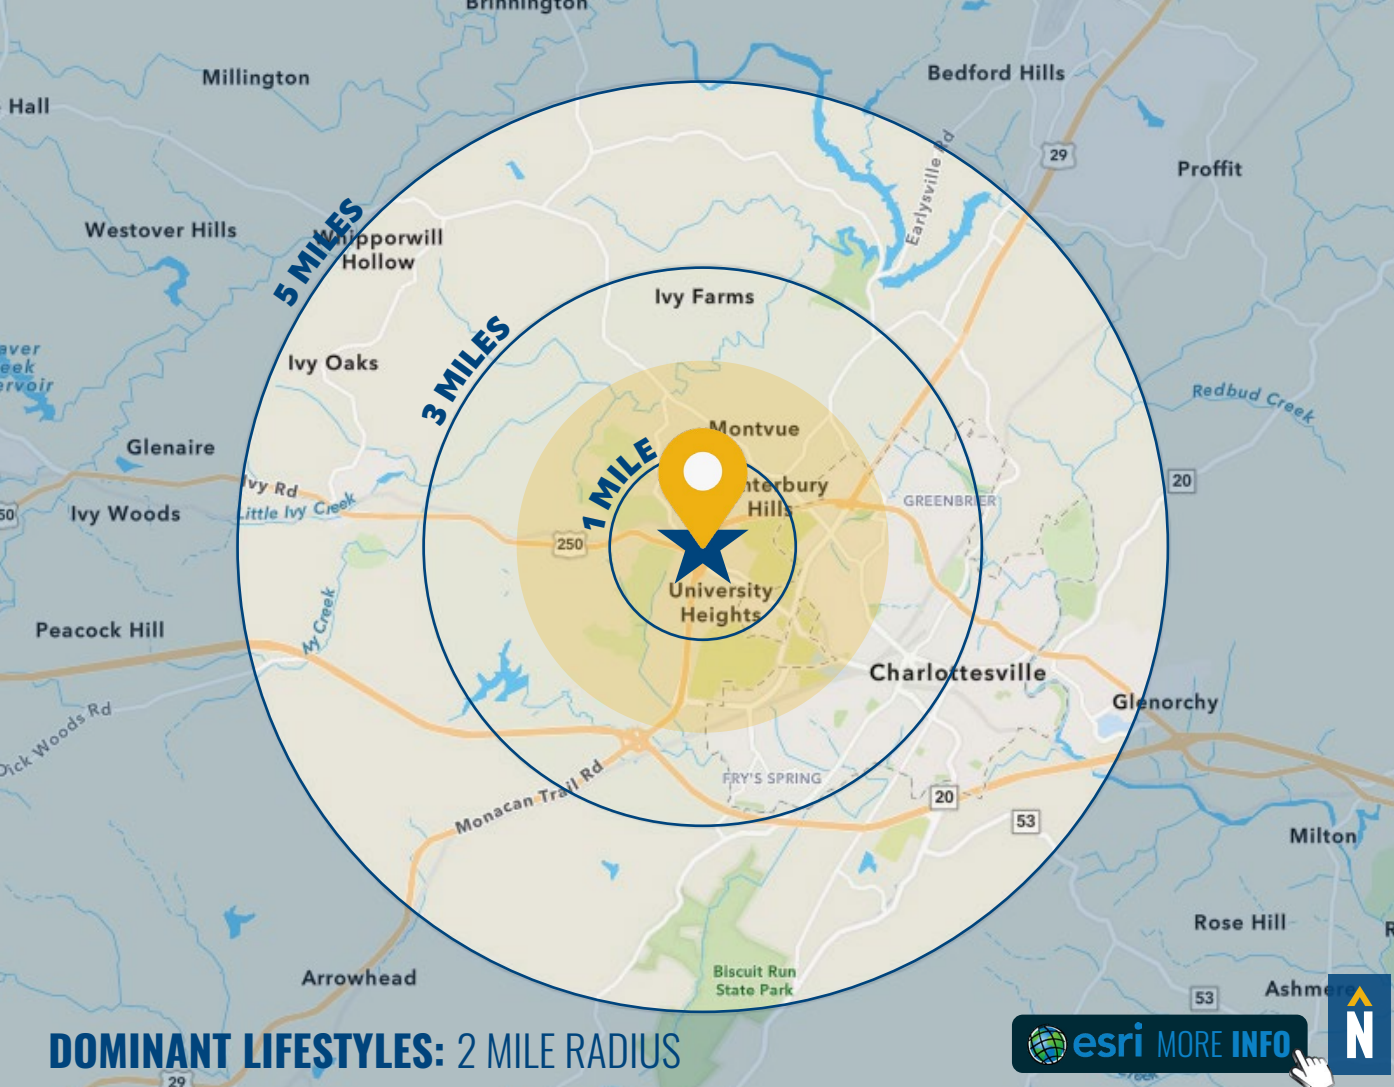 Brinnington
Millington
Bedford Hills
Hall
29
Proffit
Earlysville Rd
Westover Hills
5 MILES
Whipporwill
Hollow
Ivy Farms
3 MILES
Ivy Oaks
Redbud Creek
Montvue
Glenaire
1 MILE
Hills
20
Ivy Rd
GREENBRIER
Little Ivy Creek
Ivy Woods
50
250
University
Heights
Ivy Creek
Peacock Hill
Charlottesville
Glenorchy
Dick Woods Rd
FRY'S SPRING
Monacan Trail Rd
20
53
Milton
Rose Hill
Arrowhead
Biscuit Run
State Park
53
DOMINANT LIFESTYLES: 2 MILE RADIUS
esri MORE INFO
N
29